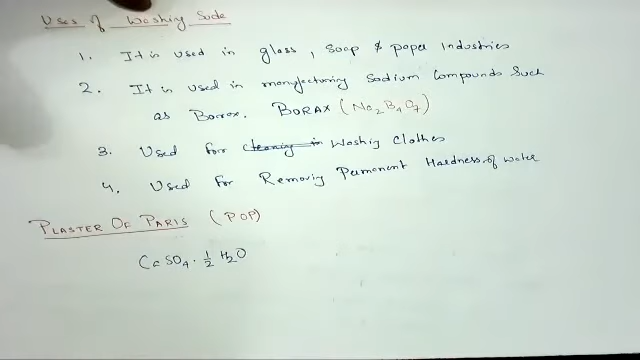 Uses of Washing Soda
1. It is used in glass, Soap & paper Industries
2. It is used in manufacturing Sodium Compounds Such
as Borax. BORAX (Na₂B₄O₇)
3. Used for cleaning in Washing Clothes
4. Used for Removing Permanent Hardness of water
PLASTER OF PARIS (POP)
CaSO₄·½ H₂O